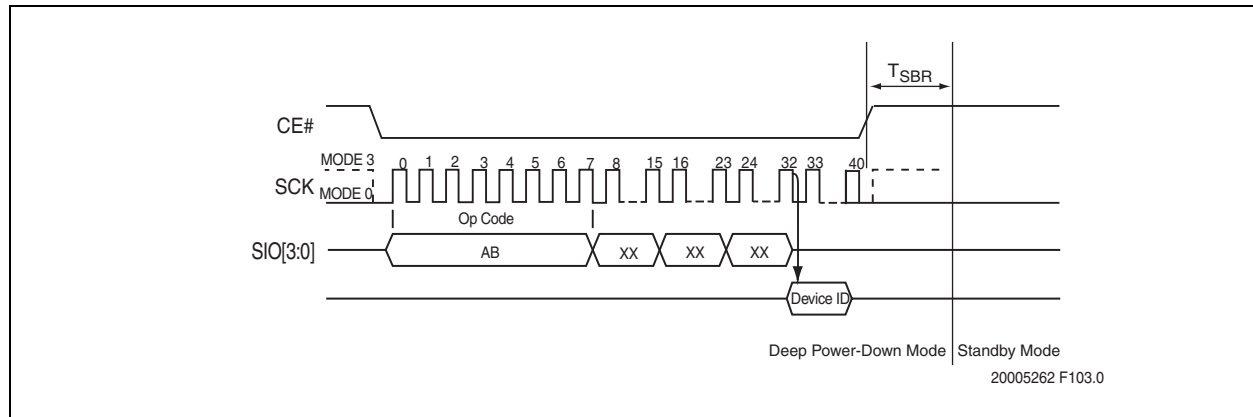 T_SBR
CE#
MODE 3
0 1 2 3 4 5 6 7 8 15 16 23 24 32 33 40
SCK
MODE 0
Op Code
SIO[3:0]
AB XX XX XX
Device ID
Deep Power-Down Mode Standby Mode
20005262 F103.0